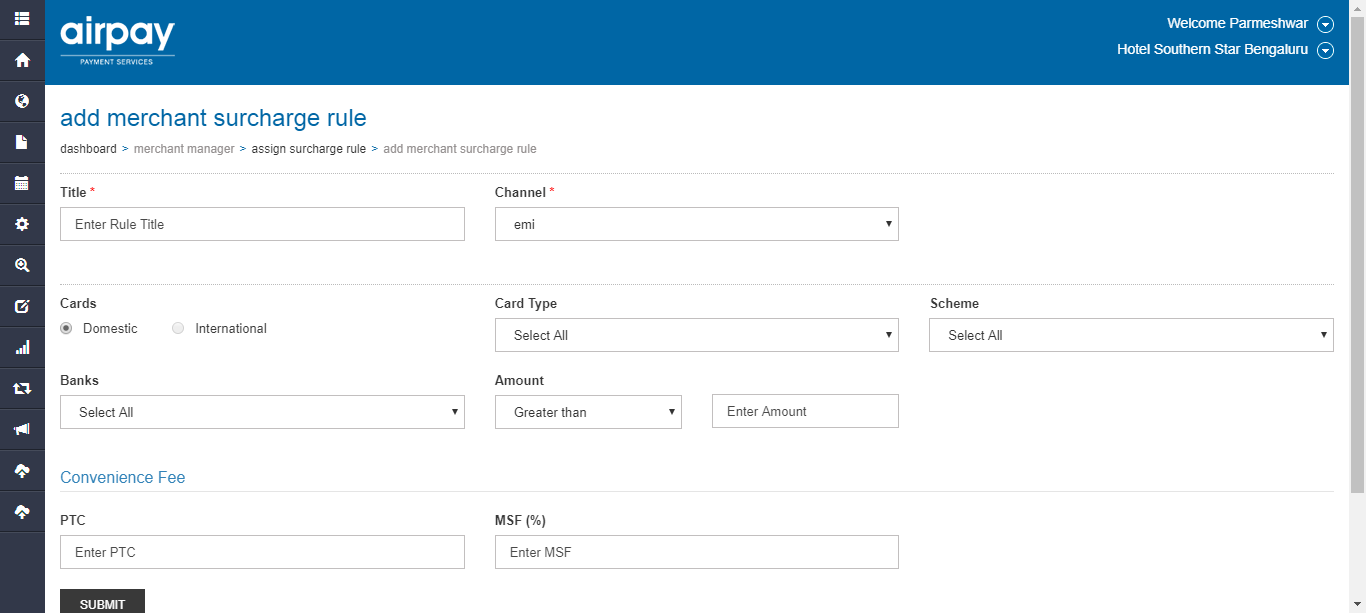 airpay
PAYMENT SERVICES
Welcome Parmeshwar
Hotel Southern Star Bengaluru
add merchant surcharge rule
dashboard > merchant manager > assign surcharge rule > add merchant surcharge rule
Title * Channel *
Enter Rule Title emi
Cards Card Type Scheme
Domestic International Select All Select All
Banks Amount
Select All Greater than Enter Amount
Convenience Fee
PTC MSF (%)
Enter PTC Enter MSF
SUBMIT